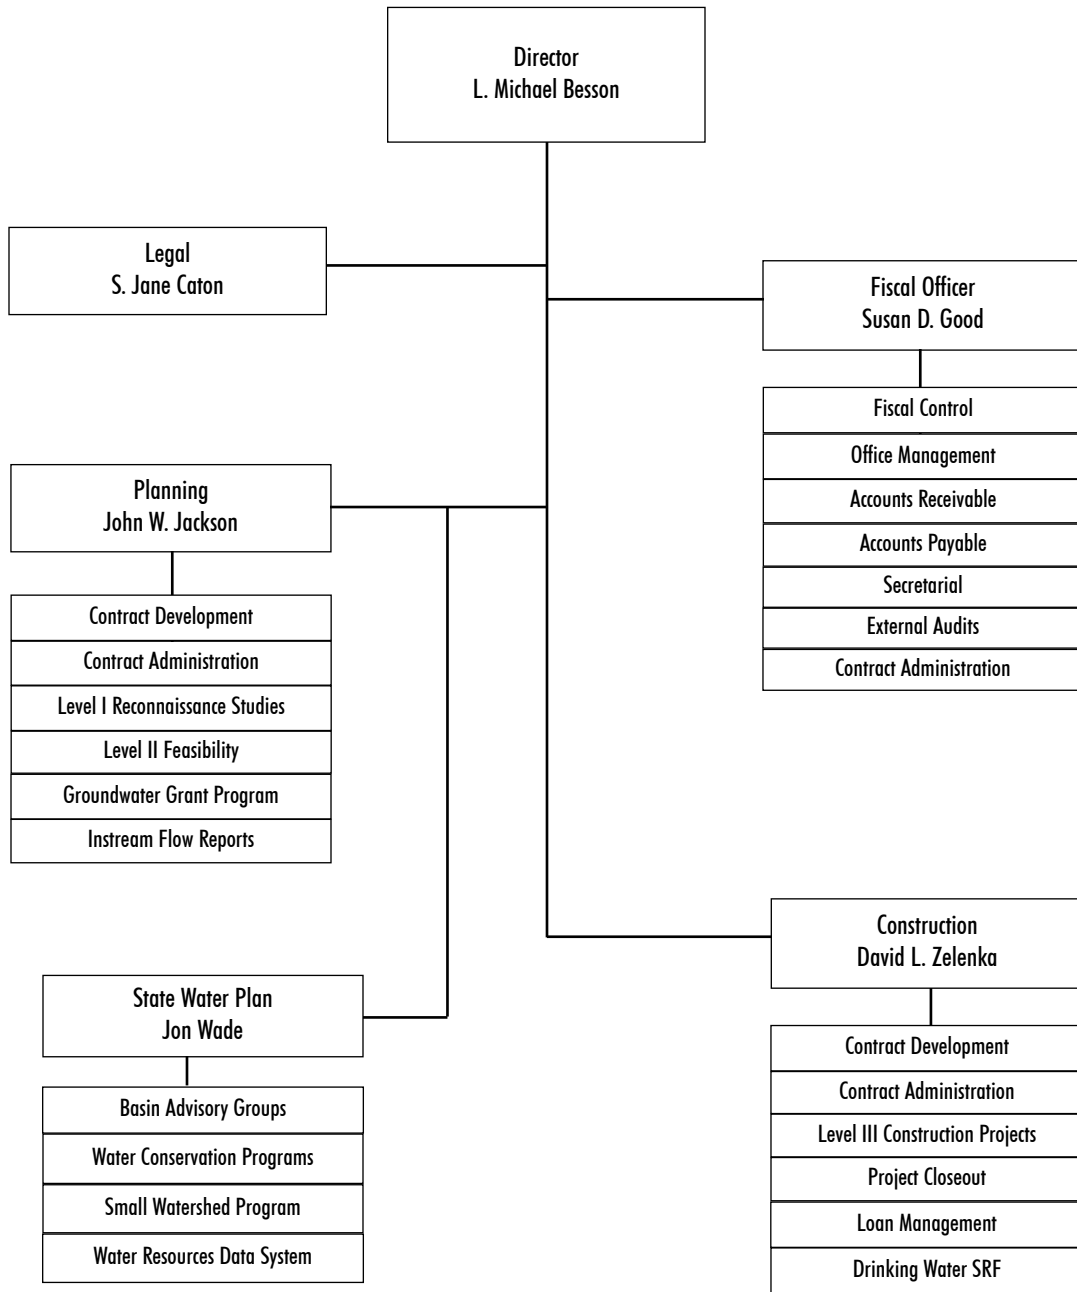 Director
L. Michael Besson
Legal
S. Jane Caton
Fiscal Officer
Susan D. Good
Fiscal Control
Office Management
Accounts Receivable
Accounts Payable
Secretarial
External Audits
Contract Administration
Planning
John W. Jackson
Contract Development
Contract Administration
Level I Reconnaissance Studies
Level II Feasibility
Groundwater Grant Program
Instream Flow Reports
State Water Plan
Jon Wade
Basin Advisory Groups
Water Conservation Programs
Small Watershed Program
Water Resources Data System
Construction
David L. Zelenka
Contract Development
Contract Administration
Level III Construction Projects
Project Closeout
Loan Management
Drinking Water SRF